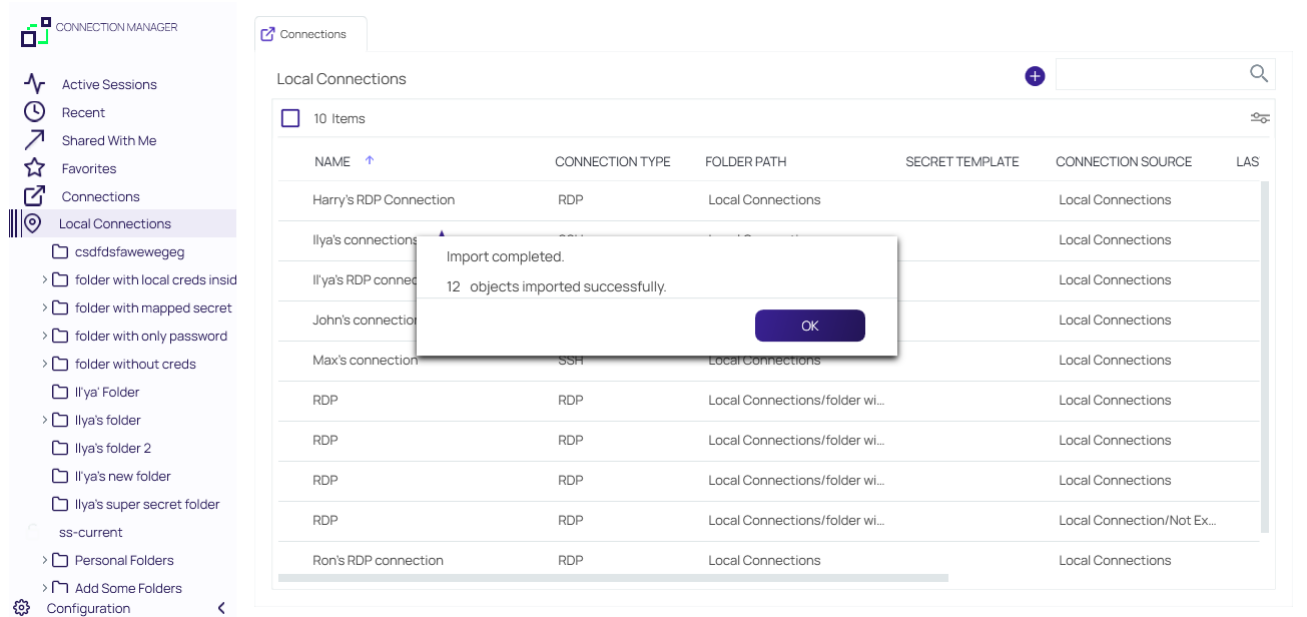 CONNECTION MANAGER
Connections
Active Sessions
Recent
Shared With Me
Favorites
Connections
Local Connections
csdfdsfawewegeg
folder with local creds insid
folder with mapped secret
folder with only password
folder without creds
Il'ya' Folder
Ilya's folder
Ilya's folder 2
Il'ya's new folder
Ilya's super secret folder
ss-current
Personal Folders
Add Some Folders
Configuration
Local Connections
10 Items
NAME CONNECTION TYPE FOLDER PATH SECRET TEMPLATE CONNECTION SOURCE LAS
Harry's RDP Connection RDP Local Connections Local Connections
Ilya's connections Local Connections
Il'ya's RDP connec Local Connections
John's connection Local Connections
Max's connection SSH Local Connections Local Connections
RDP RDP Local Connections/folder wi... Local Connections
RDP RDP Local Connections/folder wi... Local Connections
RDP RDP Local Connections/folder wi... Local Connections
RDP RDP Local Connections/folder wi... Local Connection/Not Ex...
Ron's RDP connection RDP Local Connections Local Connections
Import completed.
12 objects imported successfully.
OK